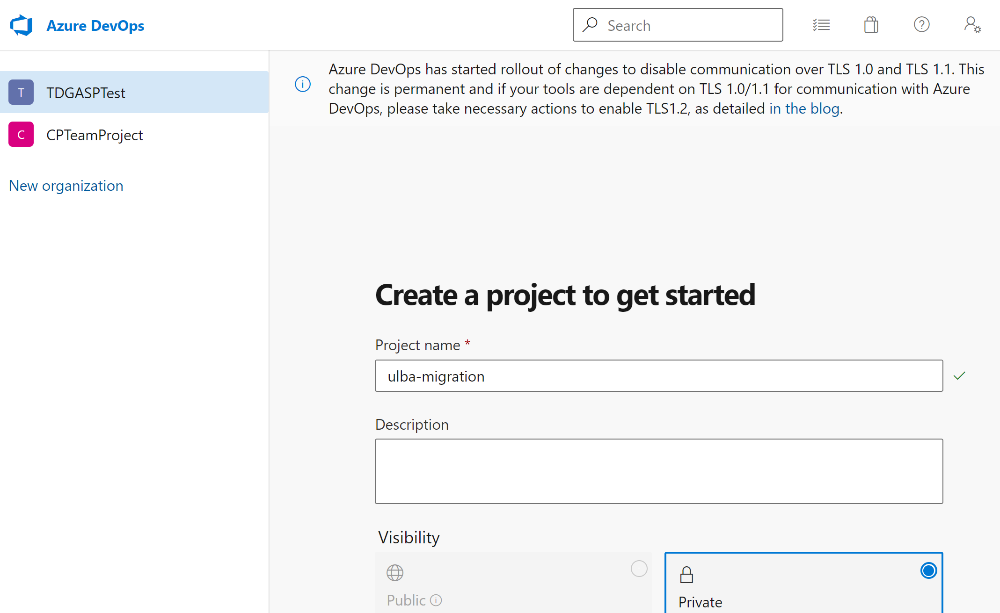 Azure DevOps
Search
T
TDGASPTest
C
CPTeamProject
New organization
Azure DevOps has started rollout of changes to disable communication over TLS 1.0 and TLS 1.1. This
change is permanent and if your tools are dependent on TLS 1.0/1.1 for communication with Azure
DevOps, please take necessary actions to enable TLS1.2, as detailed in the blog.
Create a project to get started
Project name *
ulba-migration
Description
Visibility
Public
Private